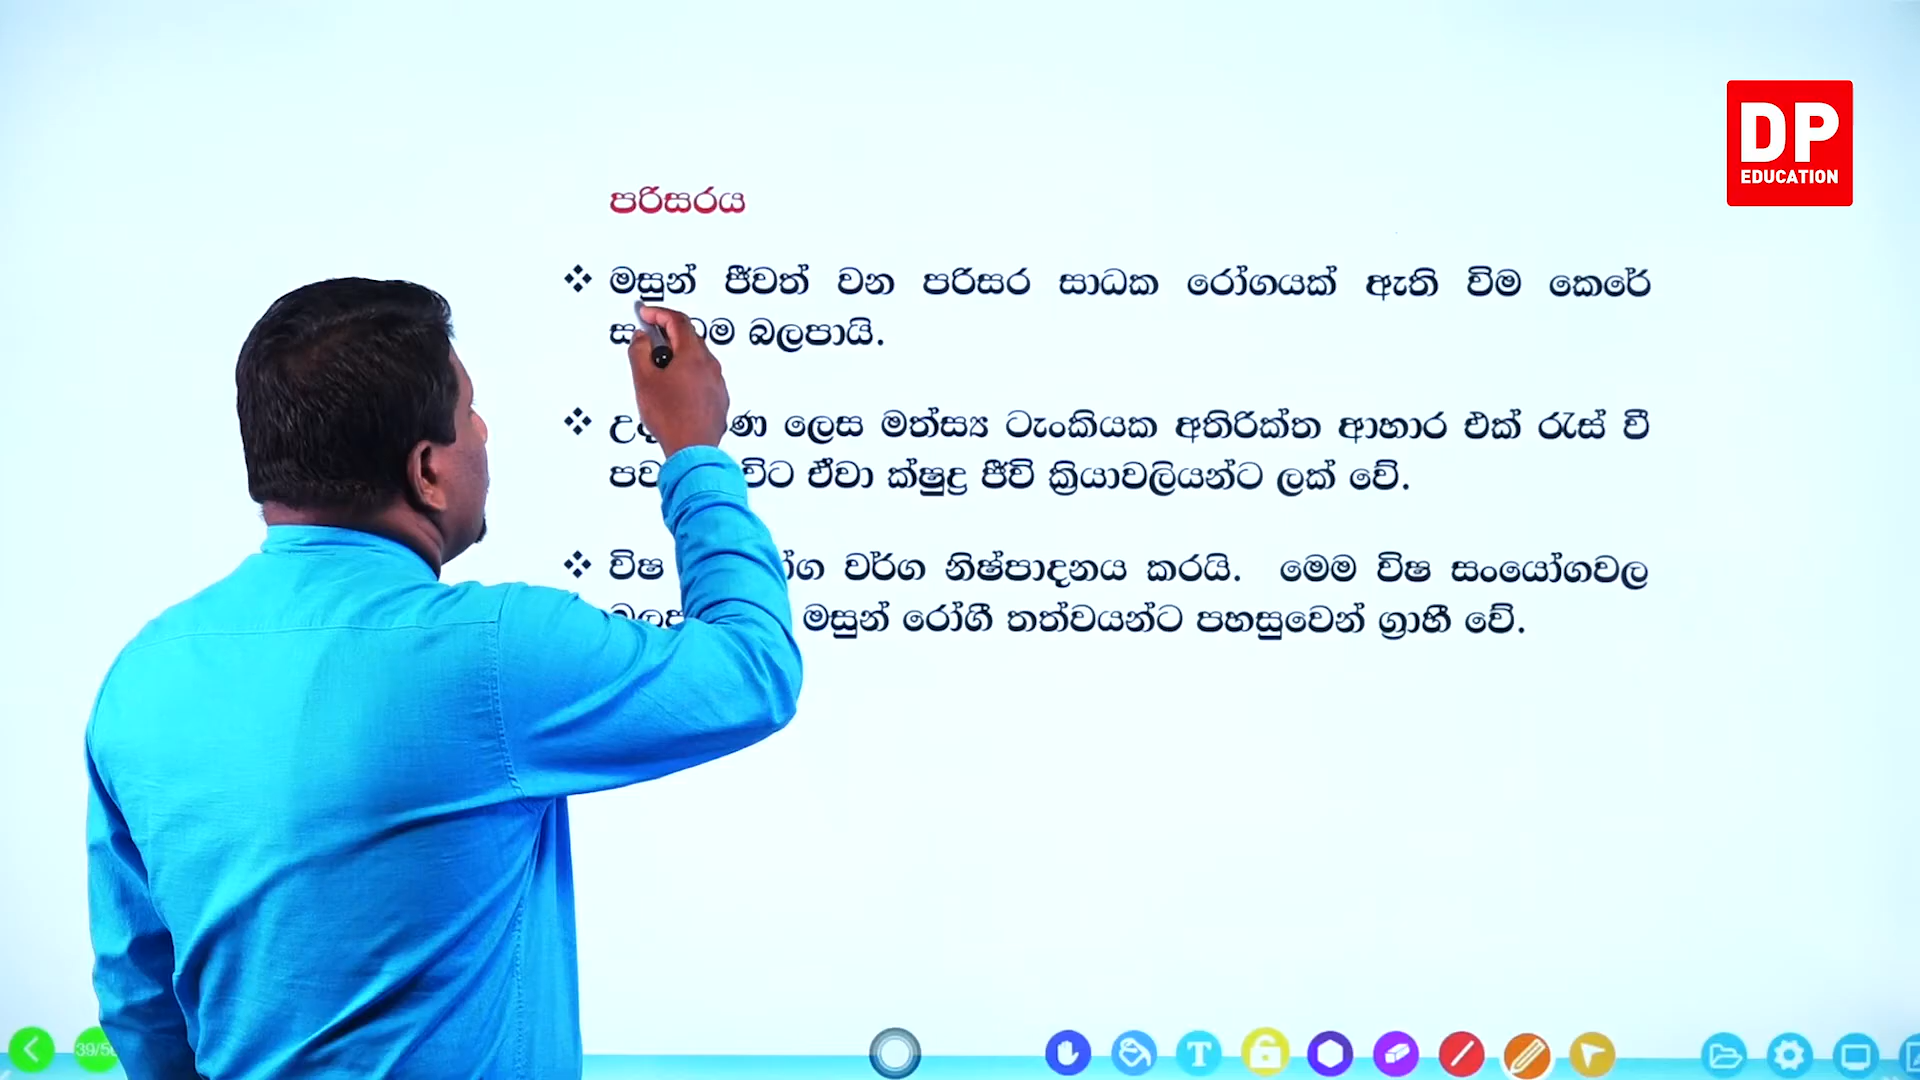 DP
EDUCATION
පරිසරය
මසුන් ජීවත් වන පරිසර සාධක රෝගයක් ඇති විම කෙරේ
බලපායි.
ලෙස මත්ස්‍ය ටැංකියක අතිරික්ත ආහාර එක් රැස් වී
ඒවා ක්ෂුද්‍ර ජීවි ක්‍රියාවලියන්ට ලක් වේ.
විෂ වර්ග නිෂ්පාදනය කරයි. මෙම විෂ සංයෝගවල
මසුන් රෝගී තත්වයන්ට පහසුවෙන් ග්‍රාහී වේ.